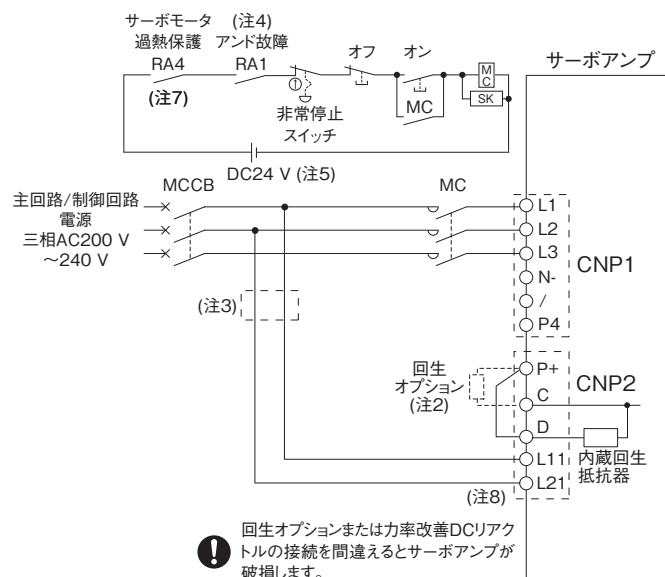 サーボモータ
過熱保護
RA4
(注7)
(注4)
アンド故障
RA1
非常停止
スイッチ
オフ
オン
MC
MC
SK
サーボアンプ
DC24 V (注5)
主回路/制御回路
電源
三相AC200 V
～240 V
MCCB
MC
L1
L2
L3
N-
/
P4
CNP1
(注3)
回生
オプション
(注2)
P+
C
D
L11
L21
CNP2
内蔵回生
抵抗器
(注8)
回生オプションまたは力率改善DCリアク
トルの接続を間違えるとサーボアンプが
破損します。